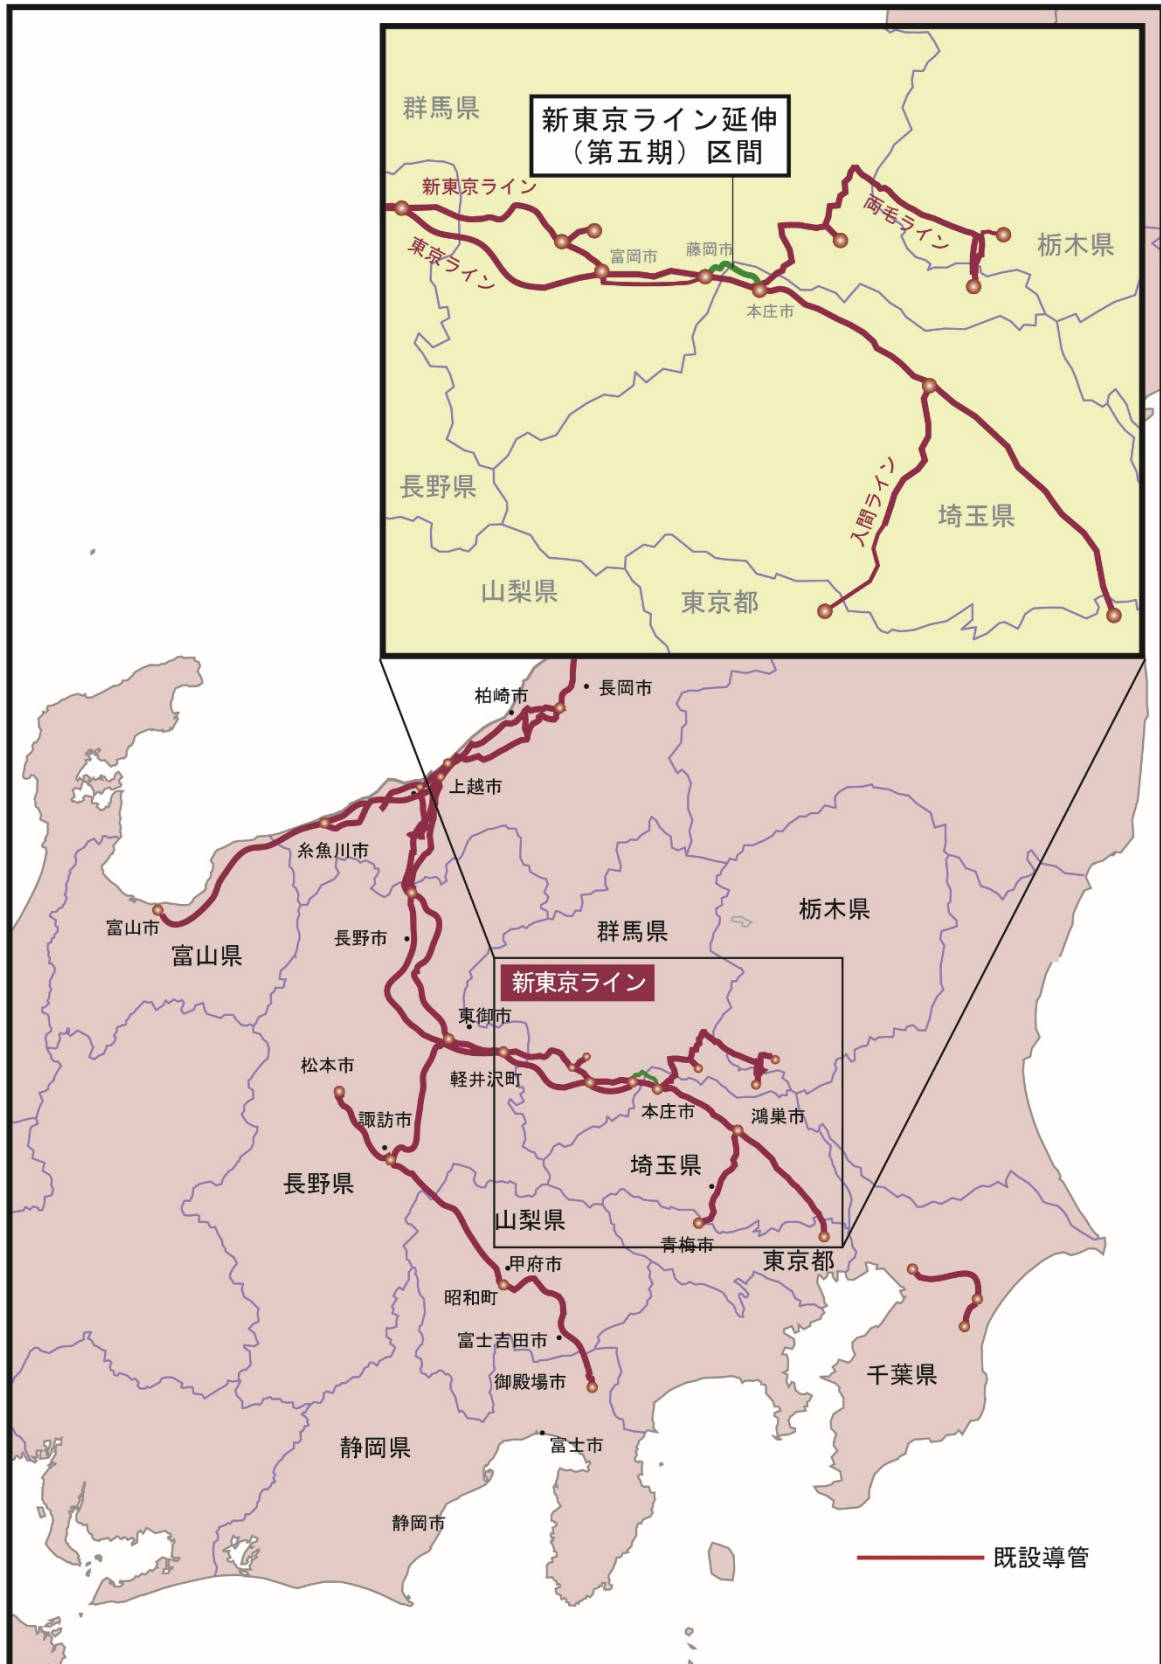 群馬県
新東京ライン延伸
（第五期）区間
新東京ライン
両毛ライン
東京ライン
富岡市
藤岡市
栃木県
本庄市
長野県
入間ライン
埼玉県
山梨県
東京都
柏崎市
長岡市
上越市
糸魚川市
富山市
富山県
長野市
群馬県
栃木県
新東京ライン
東御市
松本市
軽井沢町
本庄市
鴻巣市
諏訪市
埼玉県
長野県
山梨県
青梅市
東京都
甲府市
昭和町
富士吉田市
御殿場市
千葉県
静岡県
富士市
静岡市
既設導管